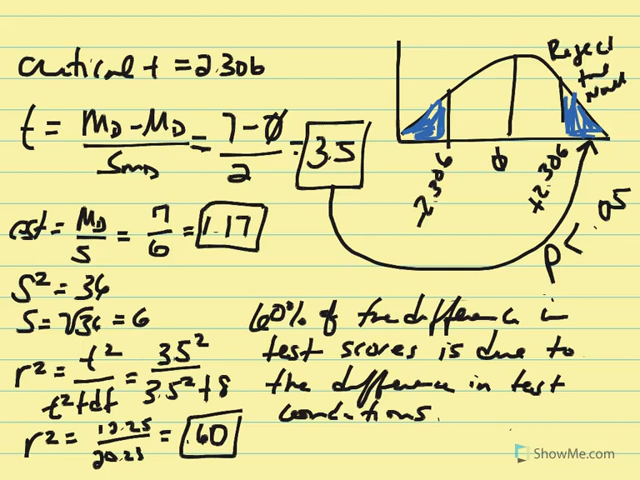 critical t = 2.306
t = MD - MD / SMD = 7 - 0 / 2 = 3.5
est = MD / S = 7 / 6 = 1.17
S² = 36
S = √36 = 6
r² = t² / t² + df = 3.5² / 3.5² + 8
r² = 12.25 / 20.25 = .60
Reject
the
Null
-2.306
0
+2.306
P < .05
60% of the difference in
test scores is due to
the difference in test
conditions.
ShowMe.com